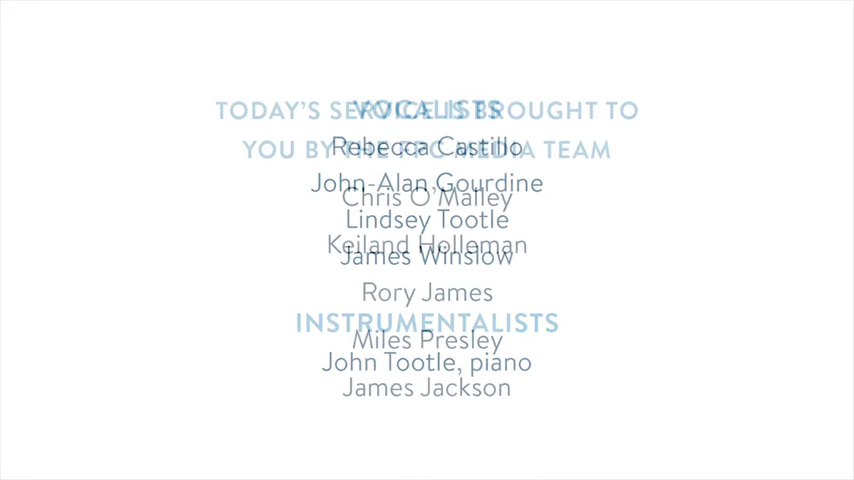 TODAY'S SERVICE IS BROUGHT TO
YOU BY THE FPC MEDIA TEAM
Chris O'Malley
Keiland Holleman
Rory James
Miles Presley
James Jackson
VOCALISTS
Rebecca Castillo
John-Alan Gourdine
Lindsey Tootle
James Winslow
INSTRUMENTALISTS
John Tootle, piano